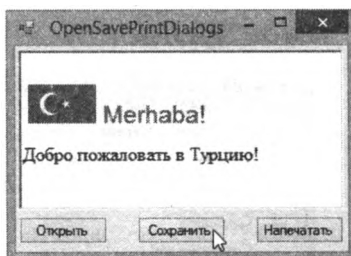 OpenSavePrintDialogs
Merhaba!
Добро пожаловать в Турцию!
Открыть Сохранить Напечатать